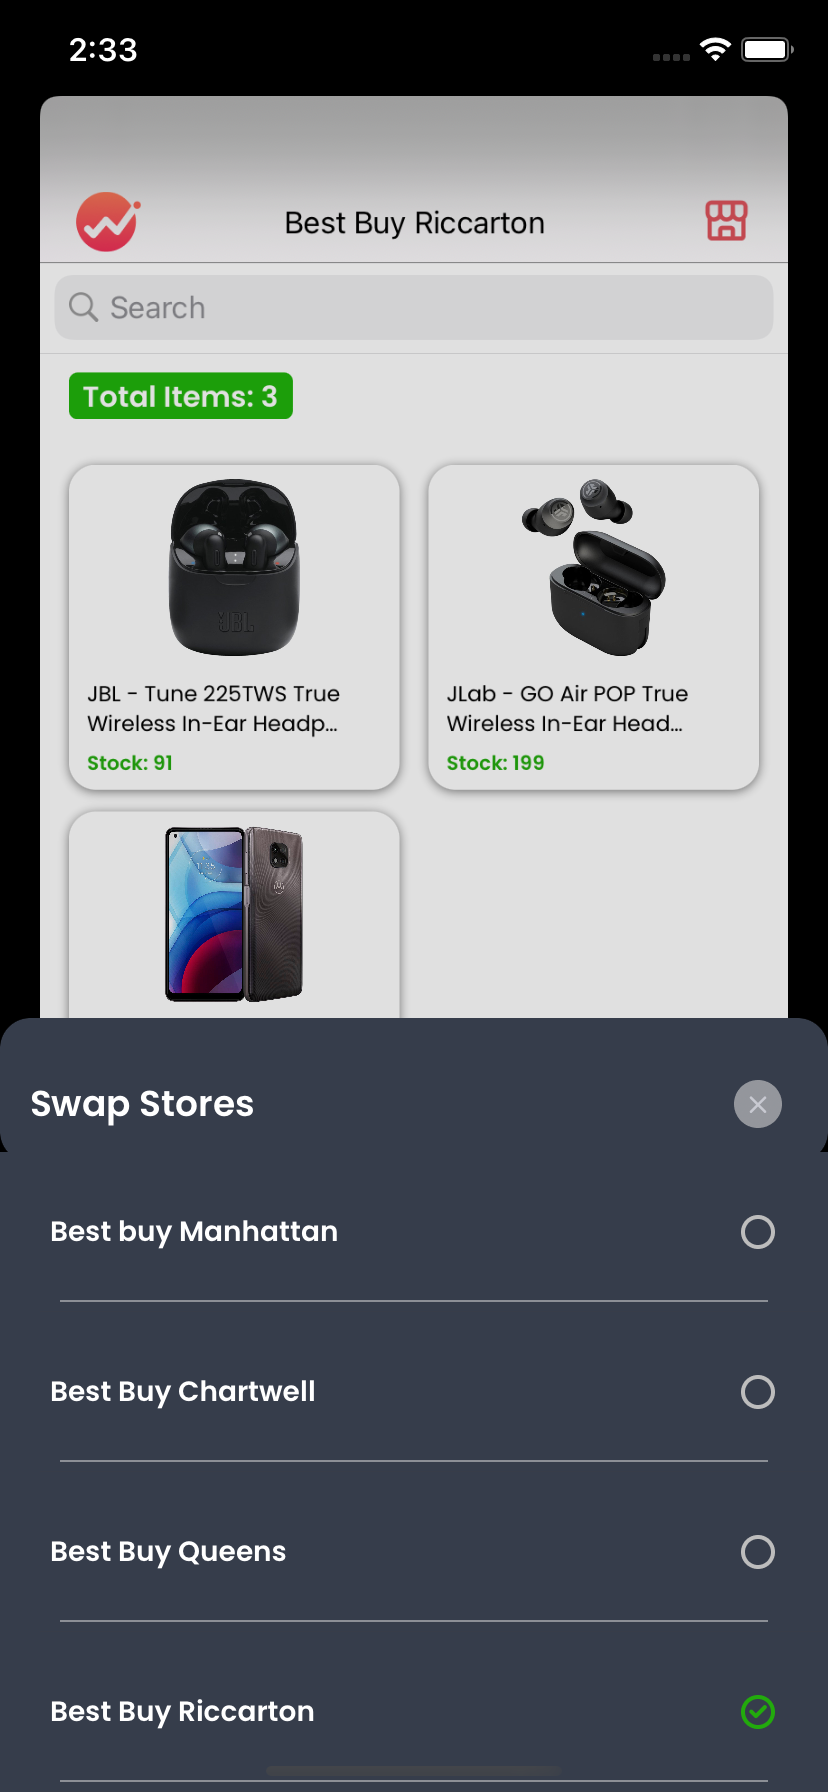 2:33
Best Buy Riccarton
Search
Total Items: 3
JBL
JBL - Tune 225TWS True
Wireless In-Ear Headp...
Stock: 91
JLab - GO Air POP True
Wireless In-Ear Head...
Stock: 199
Swap Stores
Best buy Manhattan
Best Buy Chartwell
Best Buy Queens
Best Buy Riccarton